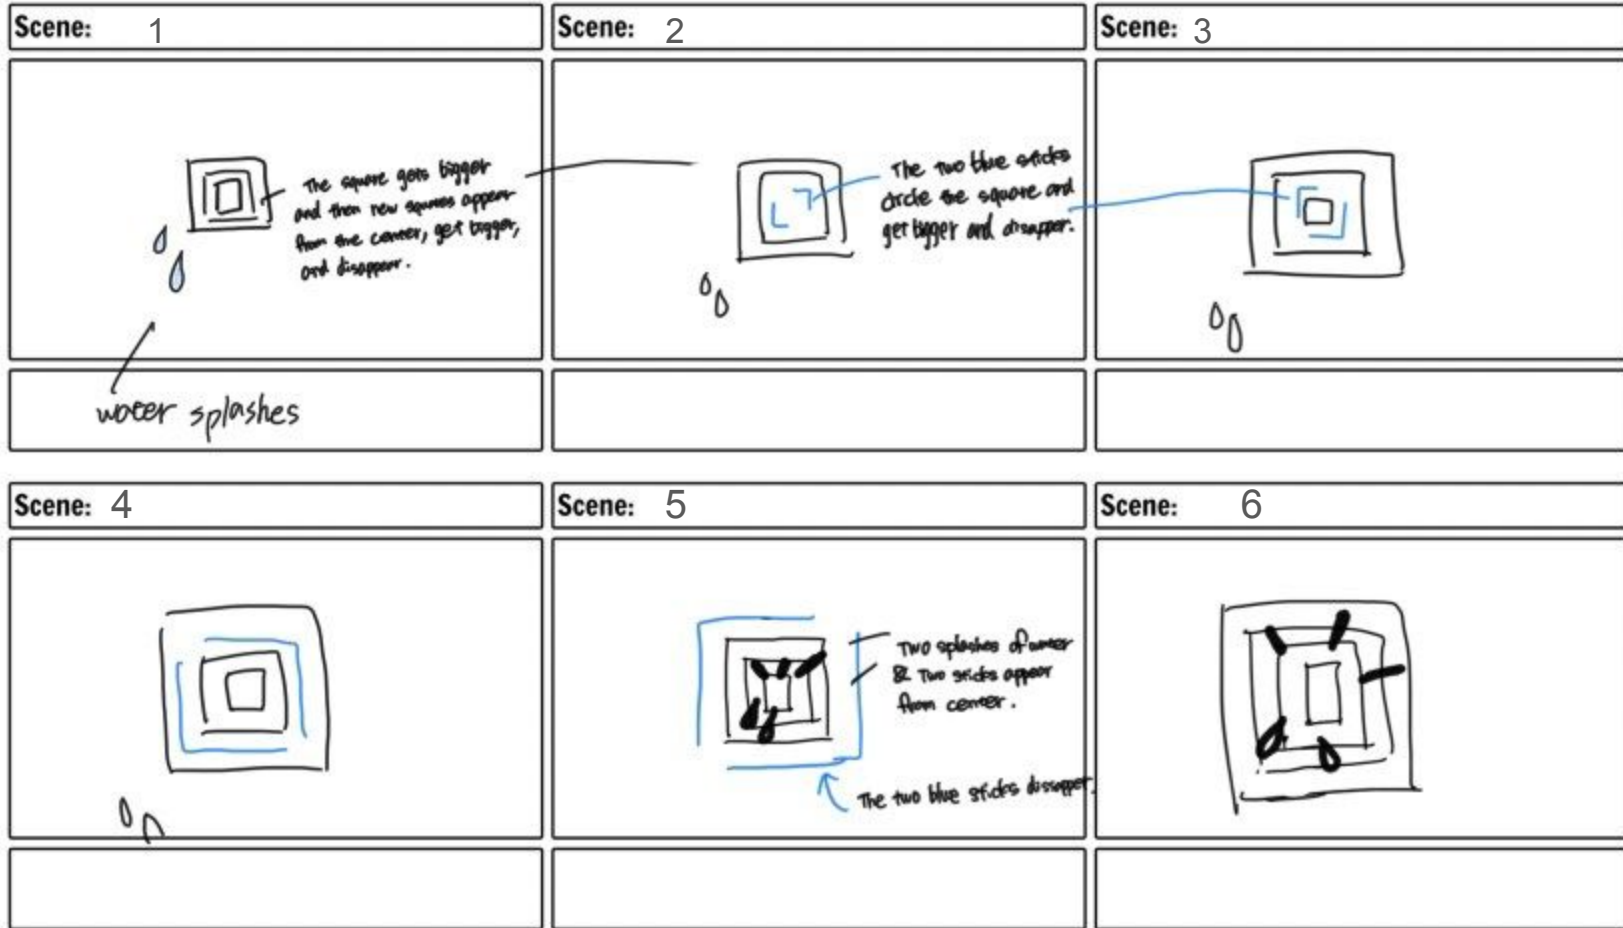 Scene: 1
The square gets bigger
and then new squares appear
from the center, get bigger,
and disappear.
water splashes
Scene: 2
The two blue sticks
circle the square and
get bigger and disapper.
Scene: 3
Scene: 4
Scene: 5
Two splashes of water
& Two sticks appear
from center.
The two blue sticks dissapper.
Scene: 6